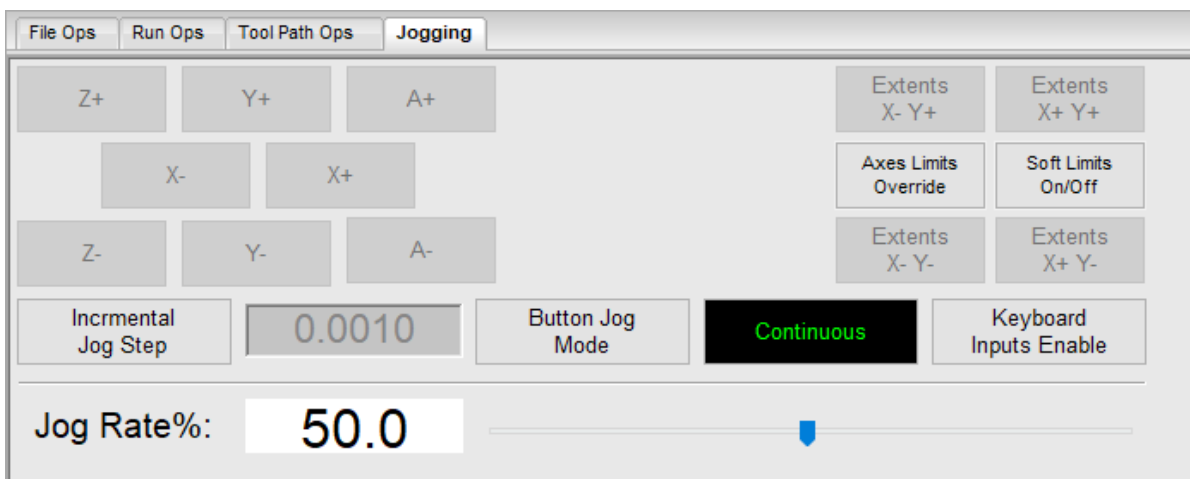 File Ops Run Ops Tool Path Ops Jogging
Z+ Y+ A+ Extents Extents
X- Y+ X+ Y+
X- X+ Axes Limits Soft Limits
Override On/Off
Z- Y- A- Extents Extents
X- Y- X+ Y-
Incrmental 0.0010 Button Jog Continuous Keyboard
Jog Step Mode Inputs Enable
Jog Rate%: 50.0